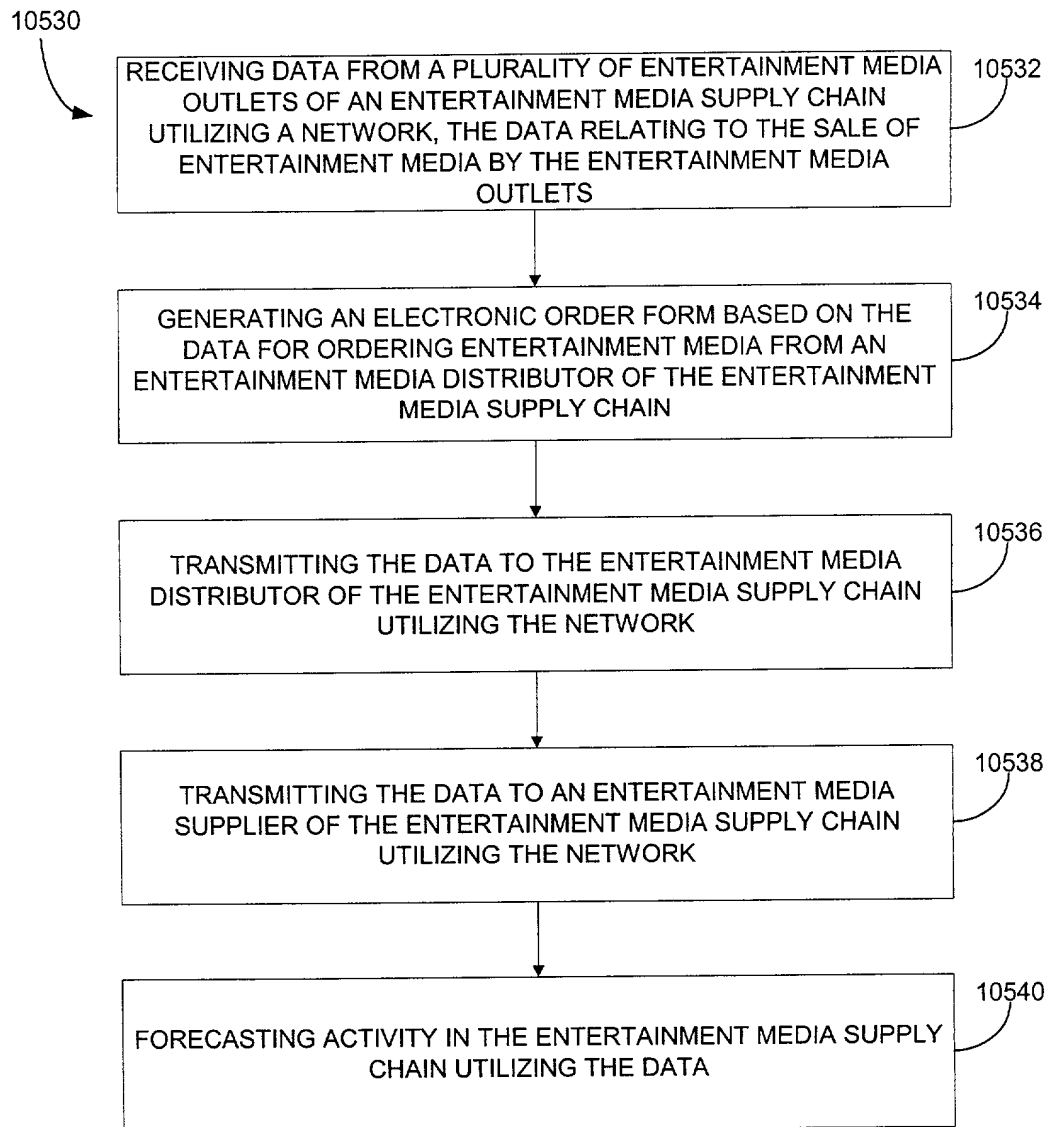 10530
RECEIVING DATA FROM A PLURALITY OF ENTERTAINMENT MEDIA
OUTLETS OF AN ENTERTAINMENT MEDIA SUPPLY CHAIN
UTILIZING A NETWORK, THE DATA RELATING TO THE SALE OF
ENTERTAINMENT MEDIA BY THE ENTERTAINMENT MEDIA
OUTLETS
10532
GENERATING AN ELECTRONIC ORDER FORM BASED ON THE
DATA FOR ORDERING ENTERTAINMENT MEDIA FROM AN
ENTERTAINMENT MEDIA DISTRIBUTOR OF THE ENTERTAINMENT
MEDIA SUPPLY CHAIN
10534
TRANSMITTING THE DATA TO THE ENTERTAINMENT MEDIA
DISTRIBUTOR OF THE ENTERTAINMENT MEDIA SUPPLY CHAIN
UTILIZING THE NETWORK
10536
TRANSMITTING THE DATA TO AN ENTERTAINMENT MEDIA
SUPPLIER OF THE ENTERTAINMENT MEDIA SUPPLY CHAIN
UTILIZING THE NETWORK
10538
FORECASTING ACTIVITY IN THE ENTERTAINMENT MEDIA SUPPLY
CHAIN UTILIZING THE DATA
10540